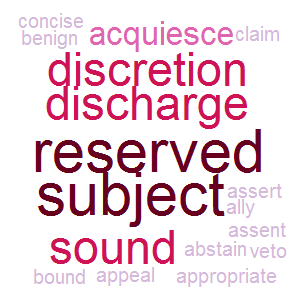 concise
benign acquiesce claim
discretion
discharge
reserved
subject assert
ally
sound assent
abstain veto
bound appeal appropriate